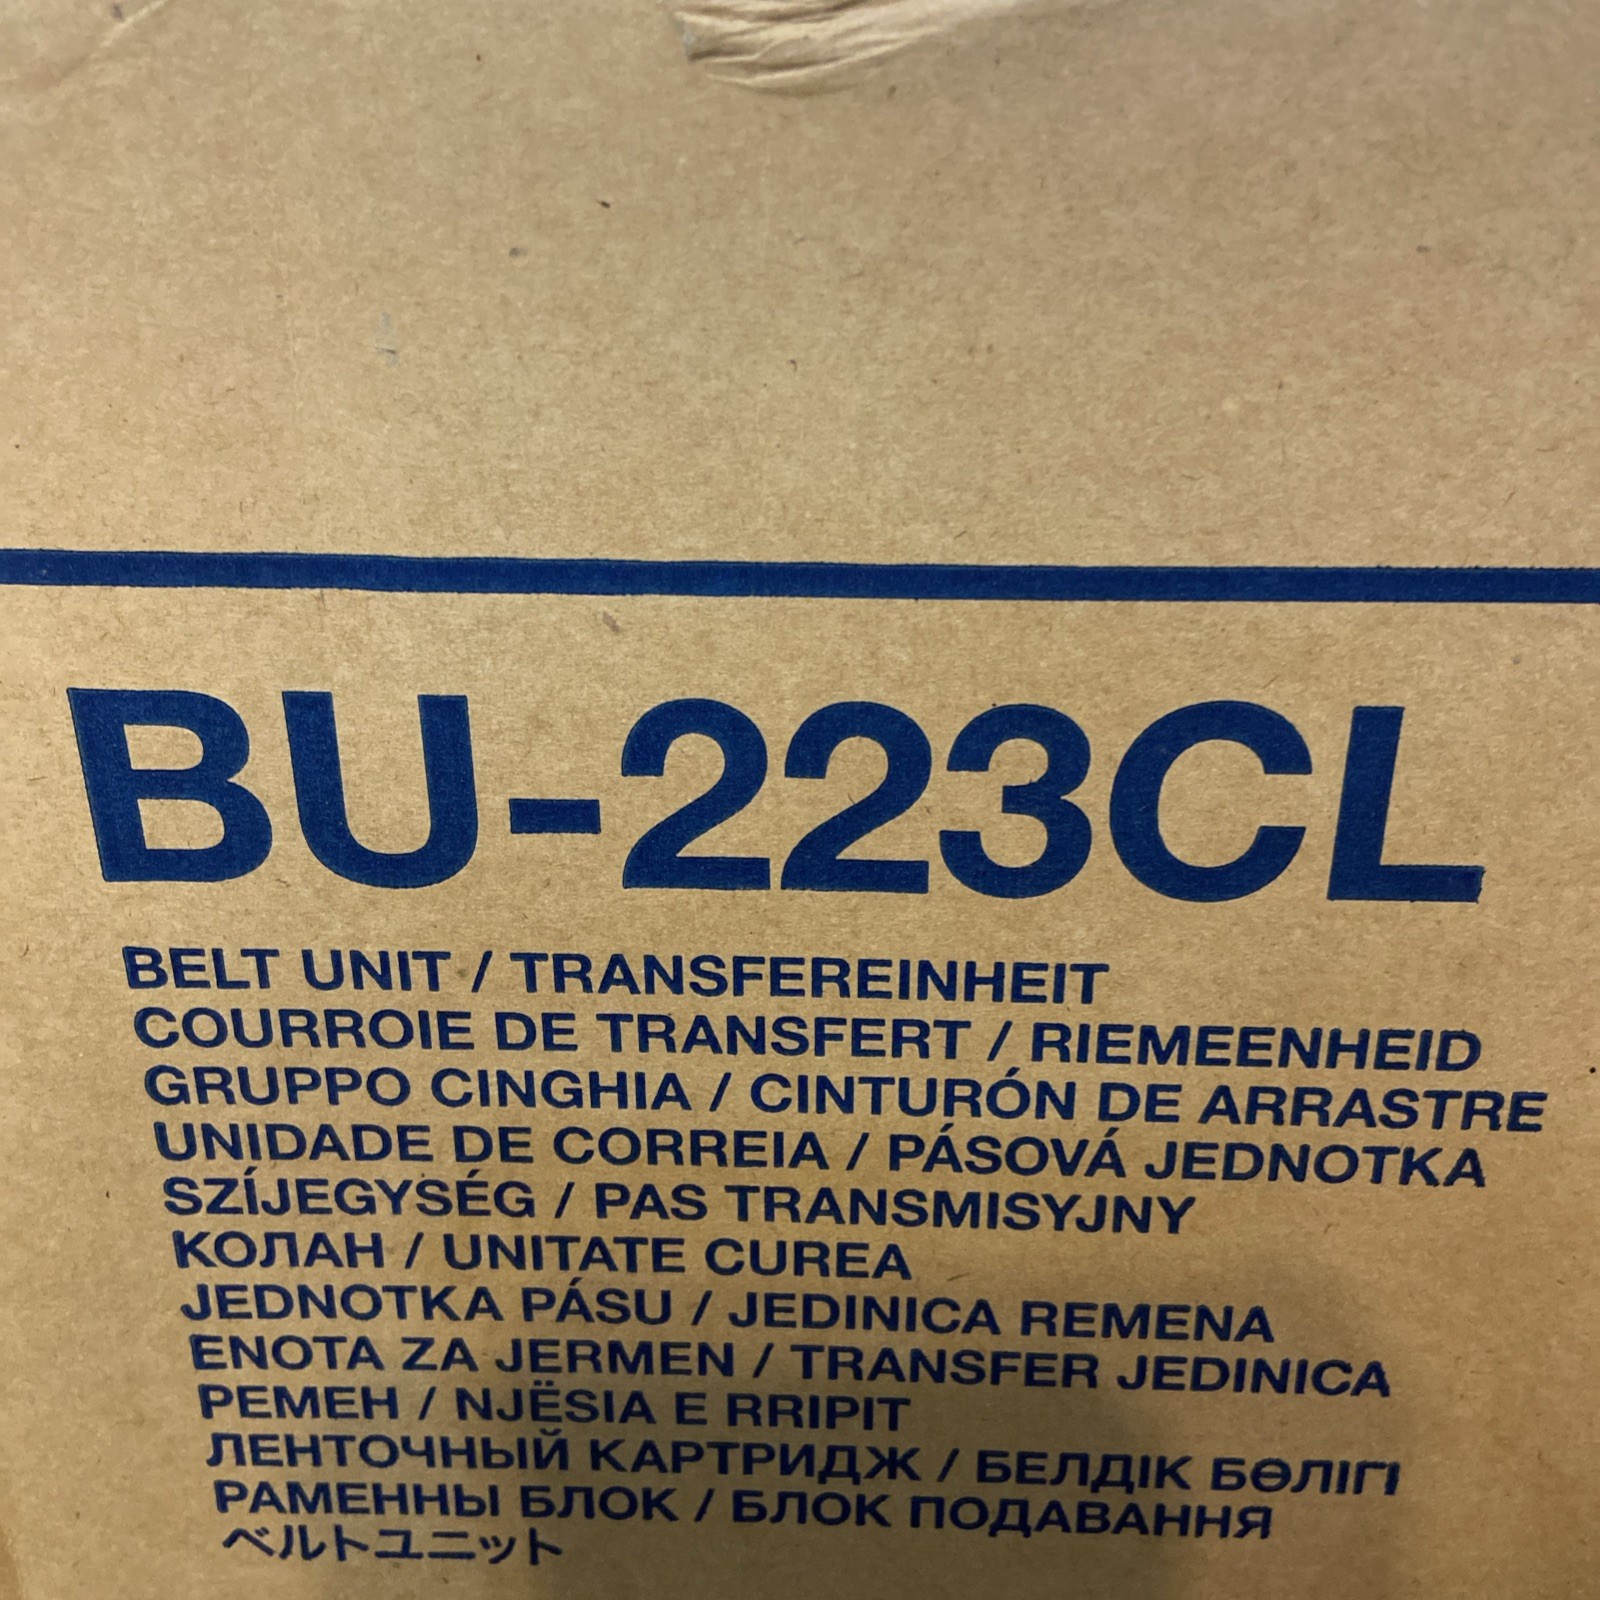 BU-223CL
BELT UNIT / TRANSFEREINHEIT
COURROIE DE TRANSFERT / RIEMEENHEID
GRUPPO CINGHIA / CINTURÓN DE ARRASTRE
UNIDADE DE CORREIA / PÁSOVÁ JEDNOTKA
SZÍJEGYSÉG / PAS TRANSMISYJNY
КОЛАН / UNITATE CUREA
JEDNOTKA PÁSU / JEDINICA REMENA
ENOTA ZA JERMEN / TRANSFER JEDINICA
РЕМЕН / NJËSIA E RRIPIT
ЛЕНТОЧНЫЙ КАРТРИДЖ / БЕЛДІК БӨЛІГІ
РАМЕННЫ БЛОК / БЛОК ПОДАВАННЯ
ベルトユニット